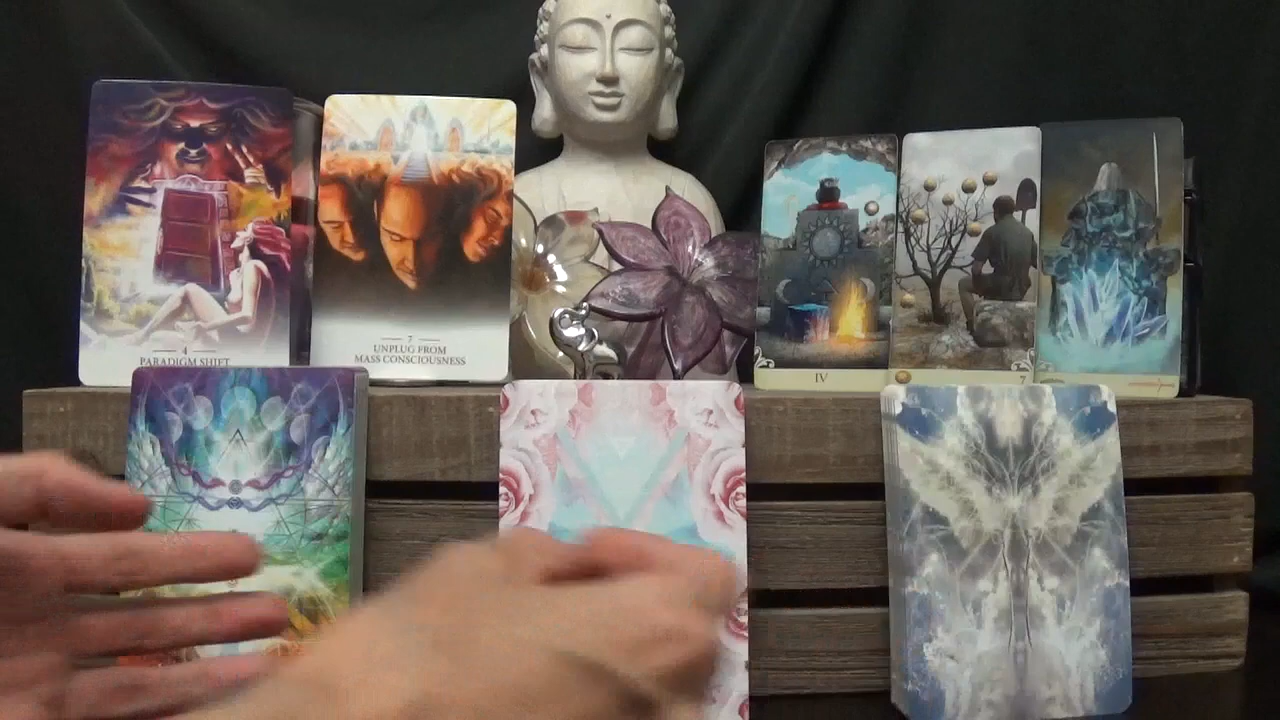 4
PARADIGM SHIFT
7
UNPLUG FROM
MASS CONSCIOUSNESS
IV
7